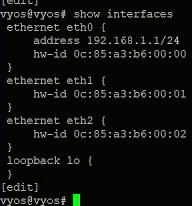 [edit]
vyos@vyos# show interfaces
 ethernet eth0 {
     address 192.168.1.1/24
     hw-id 0c:85:a3:b6:00:00
 }
 ethernet eth1 {
     hw-id 0c:85:a3:b6:00:01
 }
 ethernet eth2 {
     hw-id 0c:85:a3:b6:00:02
 }
 loopback lo {
 }
[edit]
vyos@vyos#